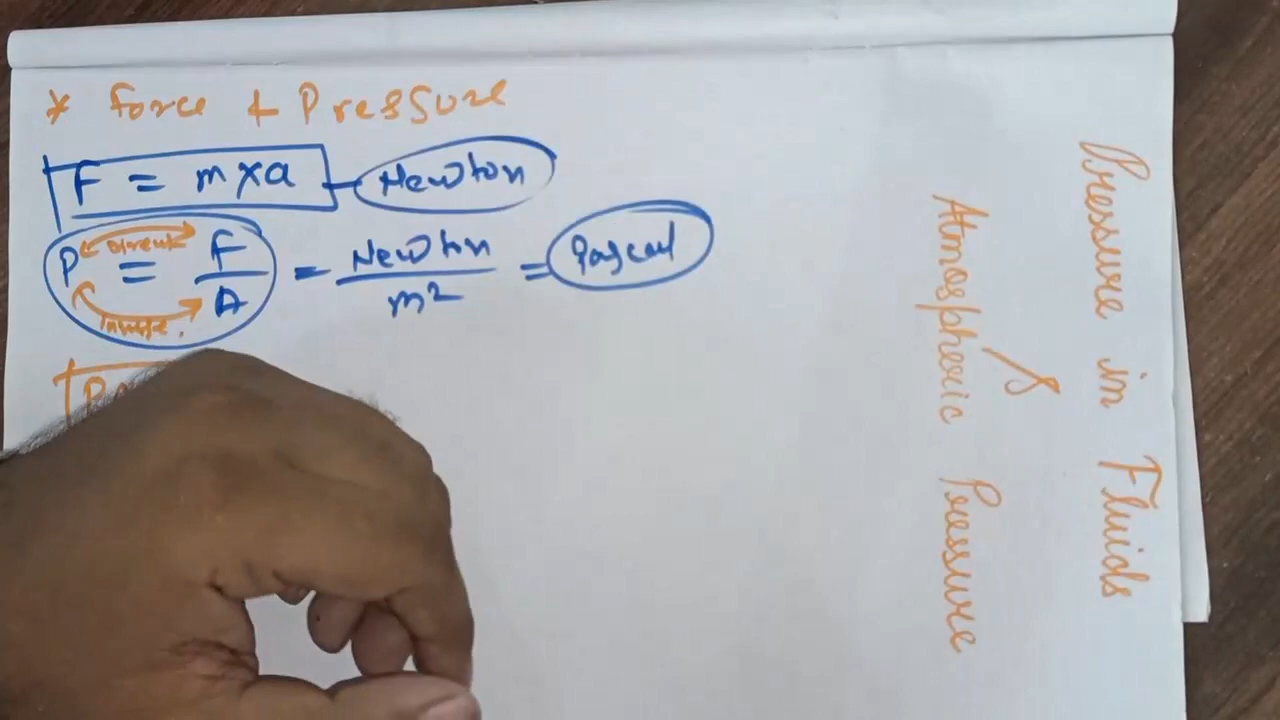 * Force & Pressure
F = m x a - Newton
P = F/A = Newton/m² = Pascal
Direct
Inverse.
Pressure in Fluids
&
Atmospheric Pressure